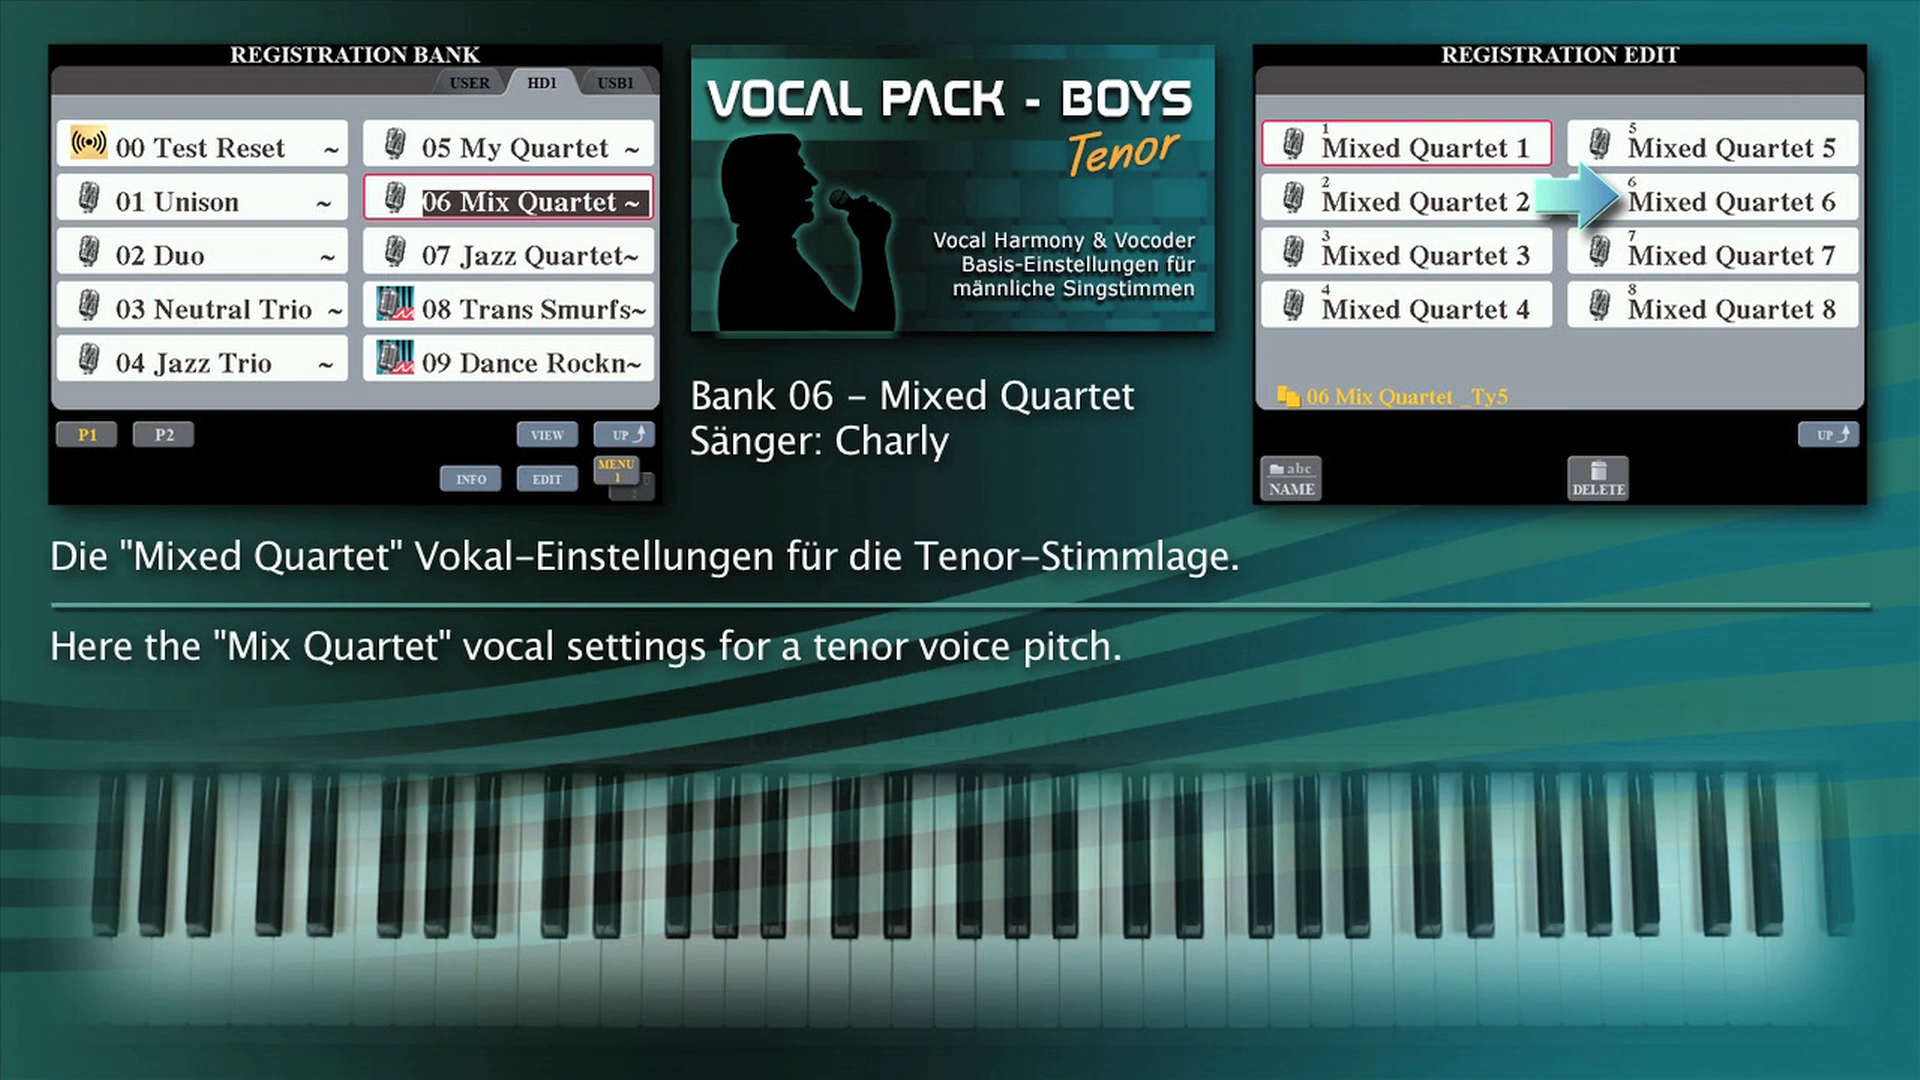 REGISTRATION BANK
USER
HD1
USB1
00 Test Reset ~
05 My Quartet ~
01 Unison ~
06 Mix Quartet ~
02 Duo ~
07 Jazz Quartet~
03 Neutral Trio ~
08 Trans Smurfs~
04 Jazz Trio ~
09 Dance Rockn~
P1
P2
VIEW
UP
INFO
EDIT
MENU
1
2
VOCAL PACK - BOYS
Tenor
Vocal Harmony & Vocoder
Basis-Einstellungen für
männliche Singstimmen
Bank 06 - Mixed Quartet
Sänger: Charly
REGISTRATION EDIT
1
Mixed Quartet 1
5
Mixed Quartet 5
2
Mixed Quartet 2
6
Mixed Quartet 6
3
Mixed Quartet 3
7
Mixed Quartet 7
4
Mixed Quartet 4
8
Mixed Quartet 8
06 Mix Quartet _Ty5
UP
abc
NAME
DELETE
Die "Mixed Quartet" Vokal-Einstellungen für die Tenor-Stimmlage.
Here the "Mix Quartet" vocal settings for a tenor voice pitch.